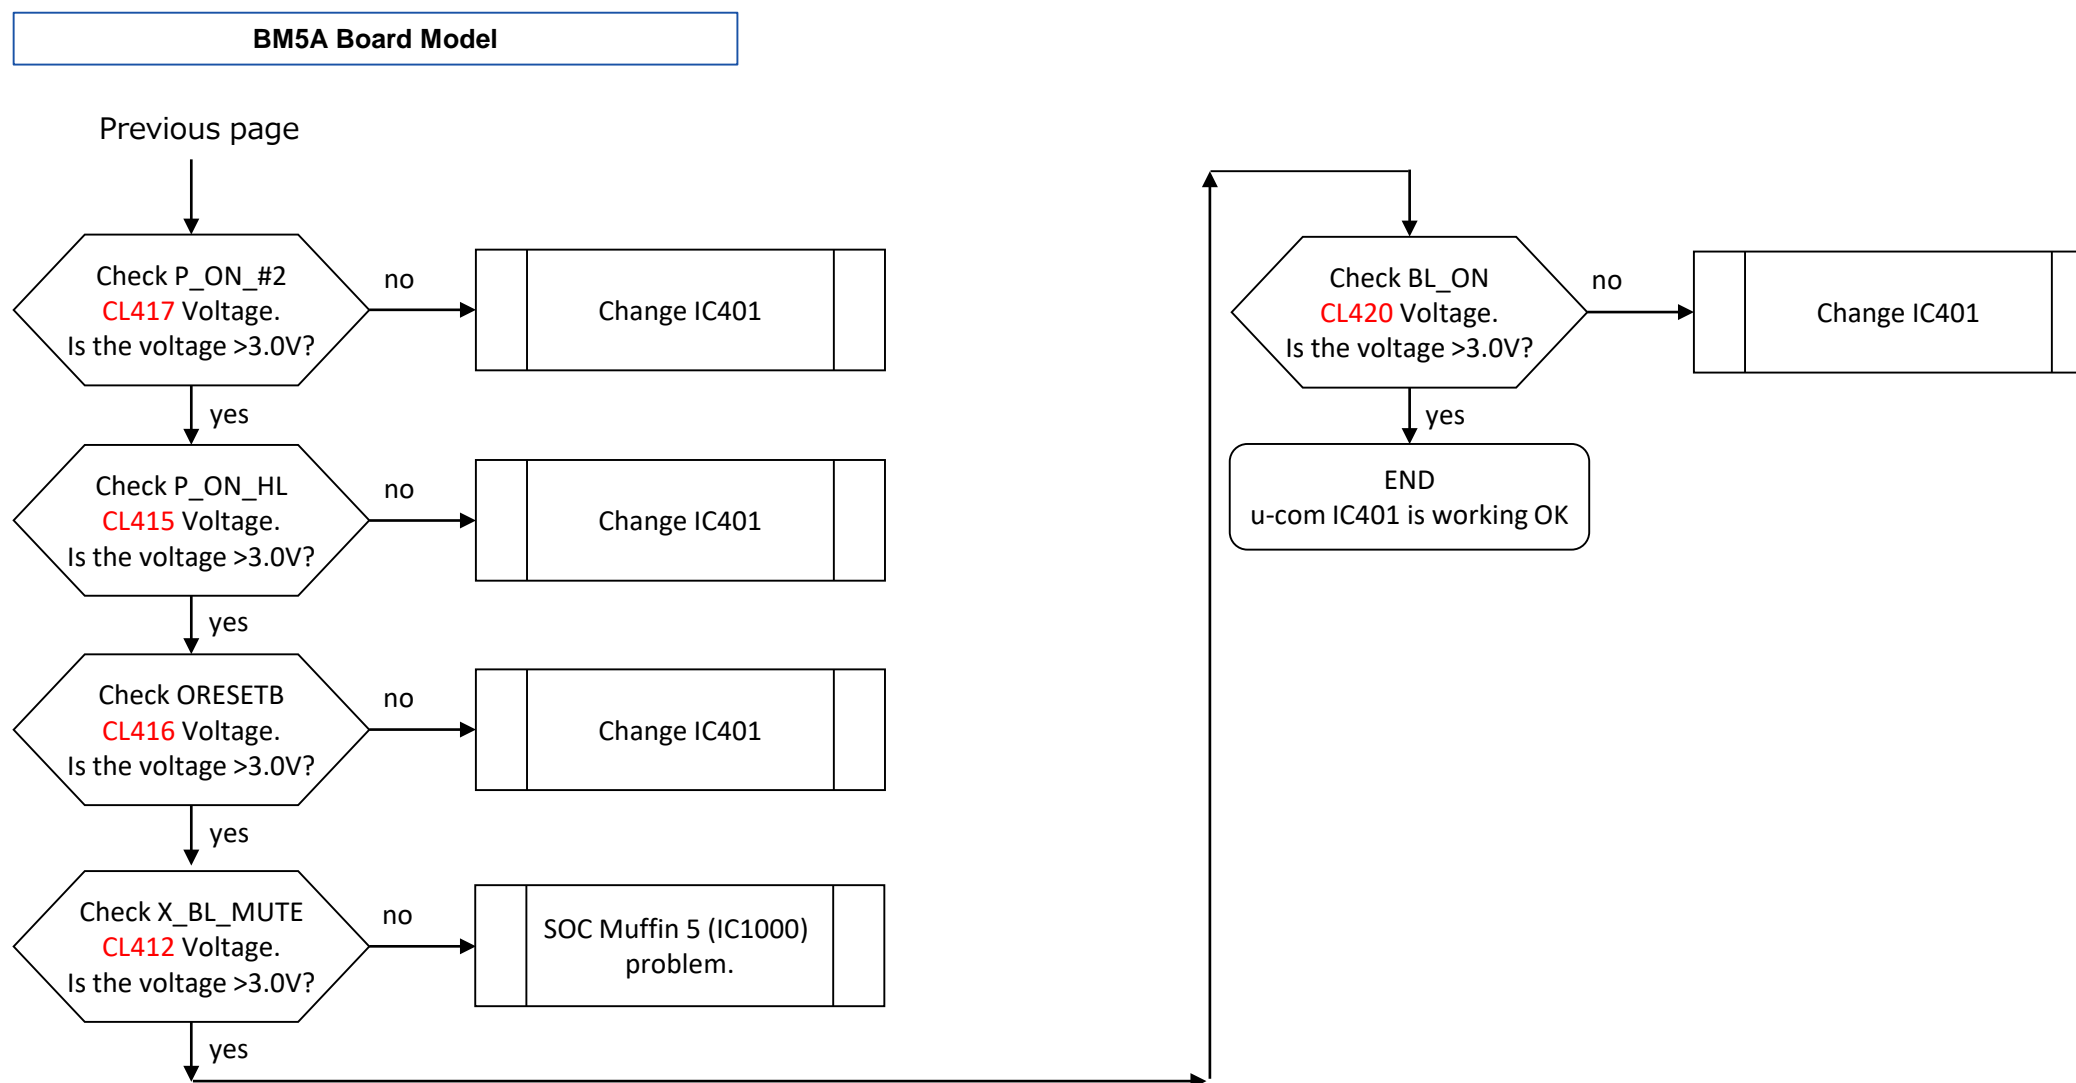 BM5A Board Model
Previous page
Check P_ON_#2
CL417 Voltage.
Is the voltage >3.0V?
no
Change IC401
yes
Check P_ON_HL
CL415 Voltage.
Is the voltage >3.0V?
no
Change IC401
yes
Check ORESETB
CL416 Voltage.
Is the voltage >3.0V?
no
Change IC401
yes
Check X_BL_MUTE
CL412 Voltage.
Is the voltage >3.0V?
no
SOC Muffin 5 (IC1000)
problem.
yes
Check BL_ON
CL420 Voltage.
Is the voltage >3.0V?
no
Change IC401
yes
END
u-com IC401 is working OK